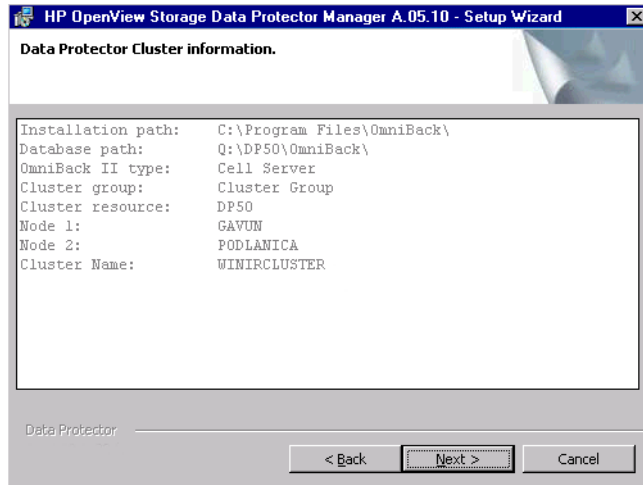 HP OpenView Storage Data Protector Manager A.05.10 - Setup Wizard
Data Protector Cluster information.
Installation path: C:\Program Files\OmniBack\
Database path: Q:\DP50\OmniBack\
OmniBack II type: Cell Server
Cluster group: Cluster Group
Cluster resource: DP50
Node 1: GAVUN
Node 2: PODLANICA
Cluster Name: WINIRCLUSTER
Data Protector
< Back Next > Cancel